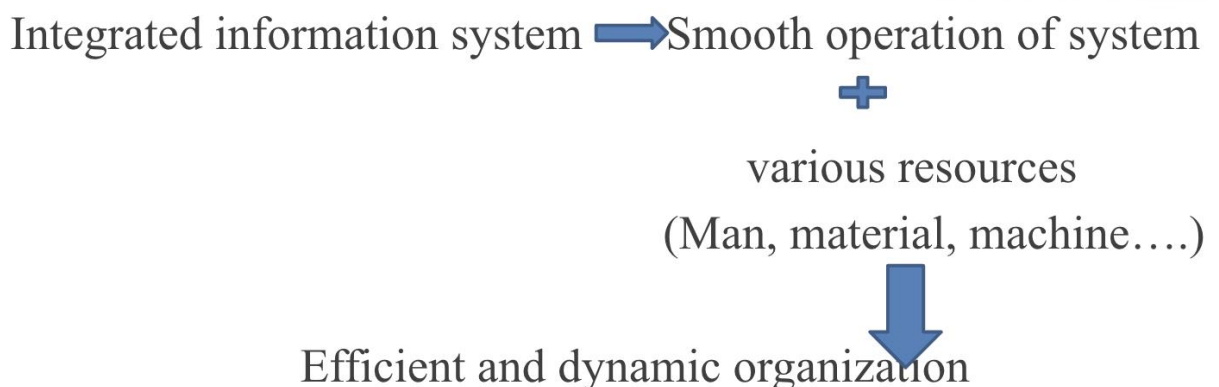 Integrated information system Smooth operation of system
various resources
(Man, material, machine….)
Efficient and dynamic organization